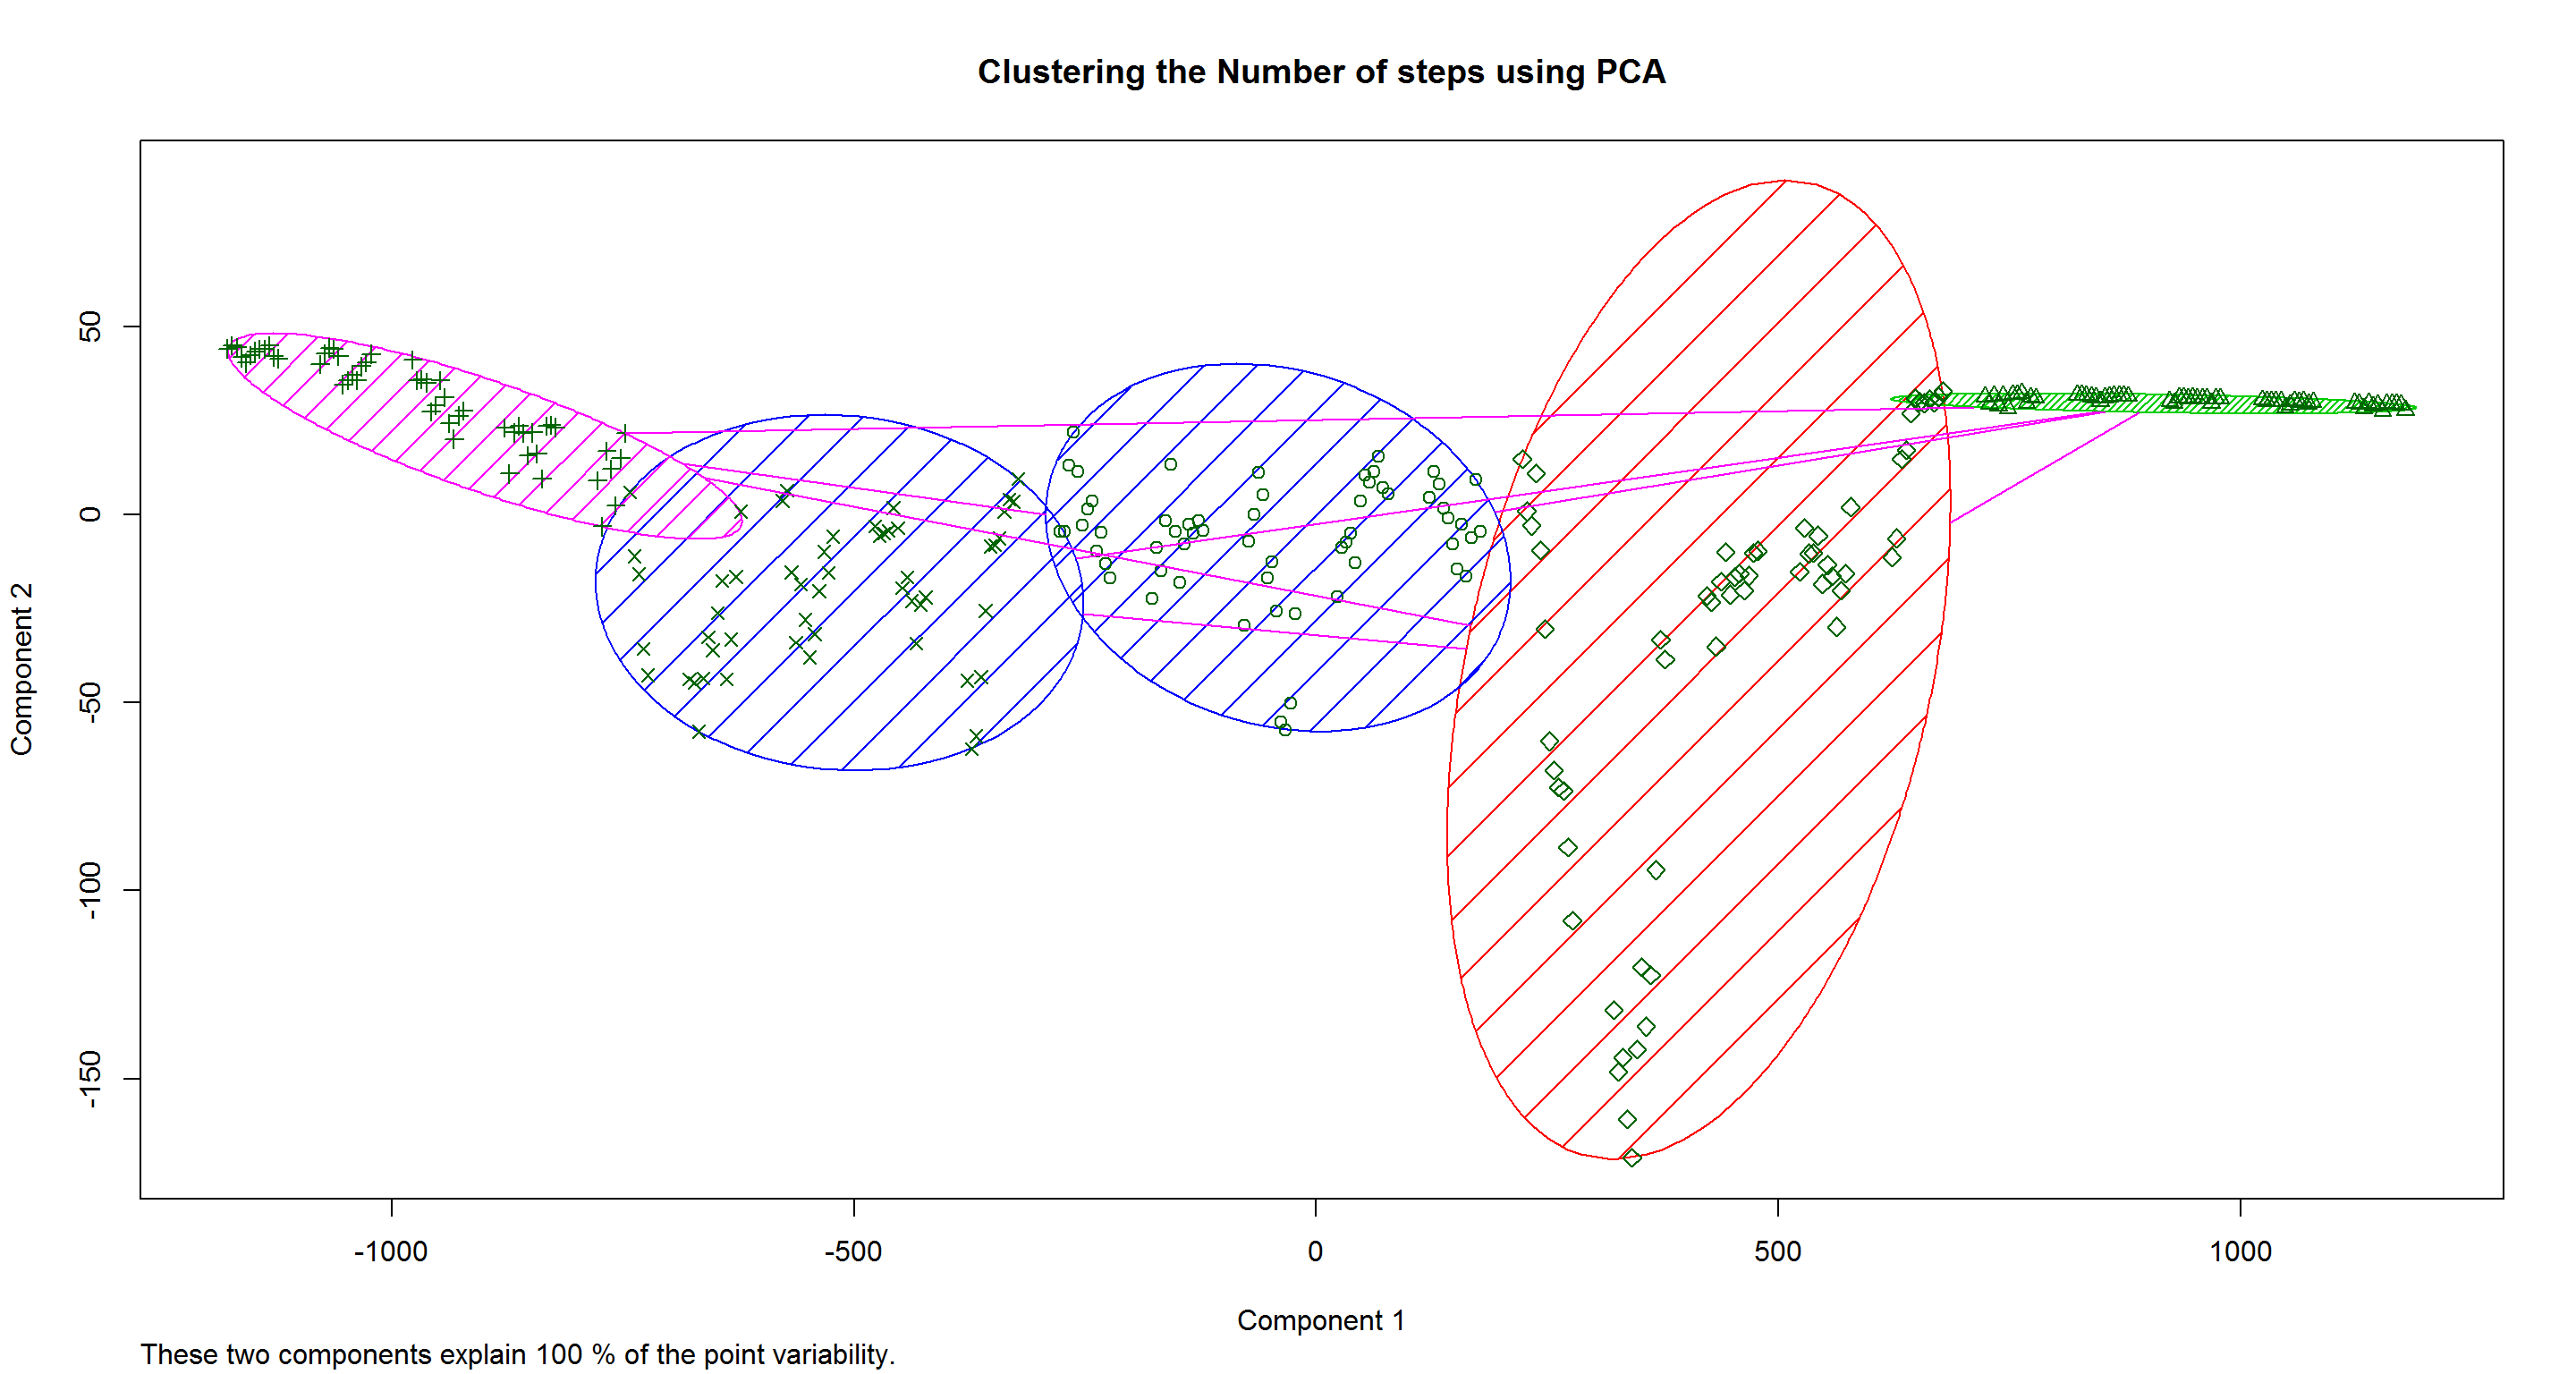 Clustering the Number of steps using PCA
Component 2
50
0
-50
-100
-150
-1000
-500
0
500
1000
Component 1
These two components explain 100 % of the point variability.